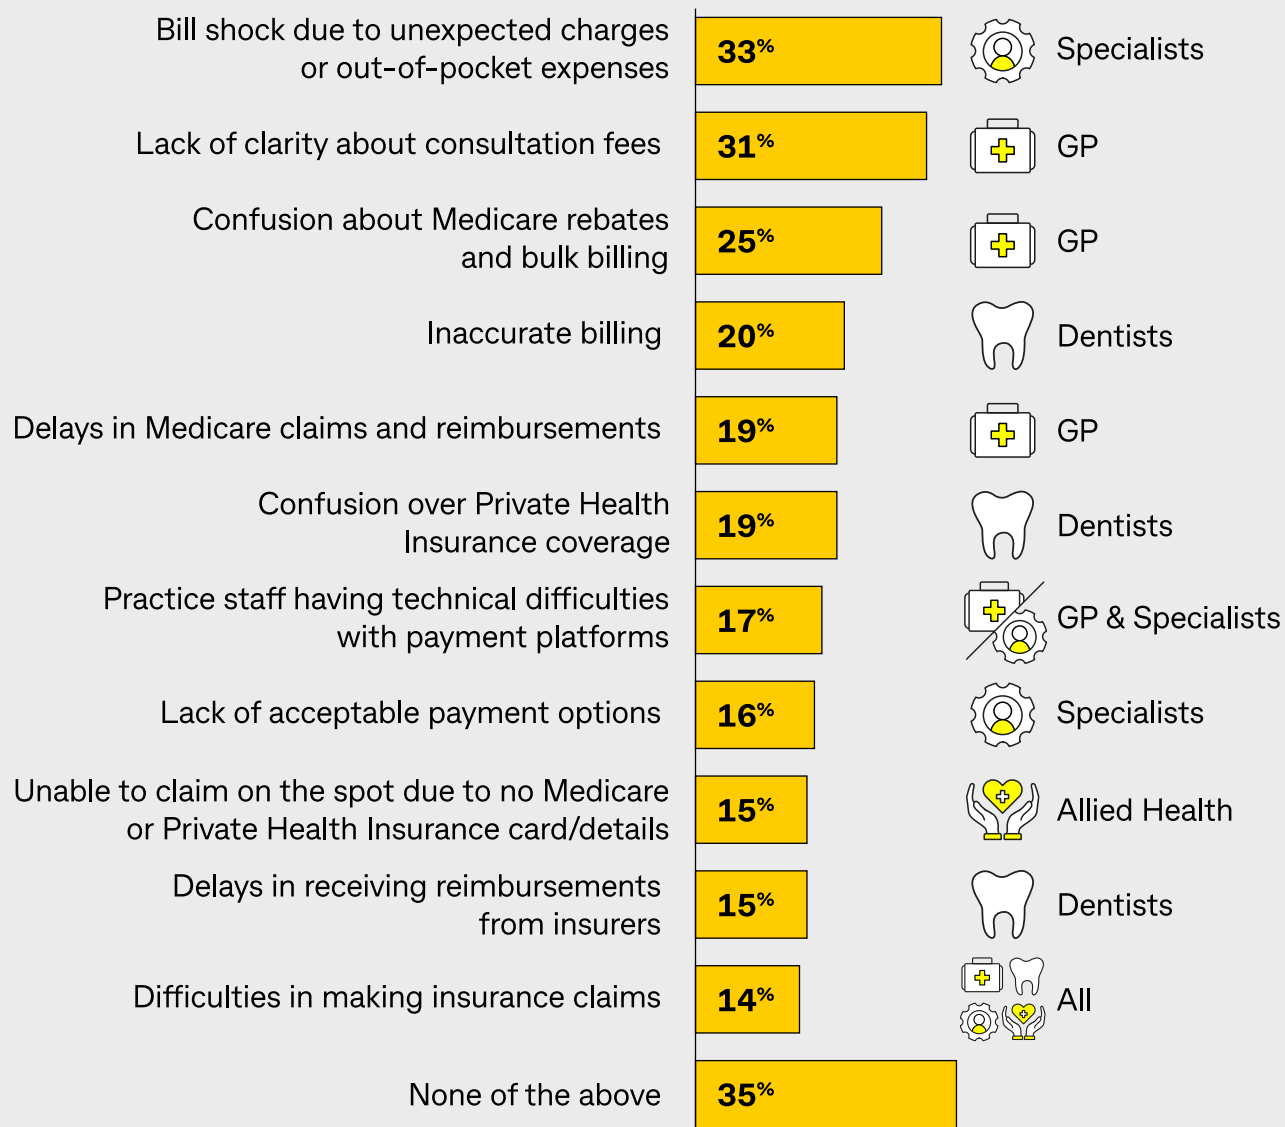 Bill shock due to unexpected charges
or out-of-pocket expenses
33%
Specialists
Lack of clarity about consultation fees
31%
GP
Confusion about Medicare rebates
and bulk billing
25%
GP
Inaccurate billing
20%
Dentists
Delays in Medicare claims and reimbursements
19%
GP
Confusion over Private Health
Insurance coverage
19%
Dentists
Practice staff having technical difficulties
with payment platforms
17%
GP & Specialists
Lack of acceptable payment options
16%
Specialists
Unable to claim on the spot due to no Medicare
or Private Health Insurance card/details
15%
Allied Health
Delays in receiving reimbursements
from insurers
15%
Dentists
Difficulties in making insurance claims
14%
All
None of the above
35%